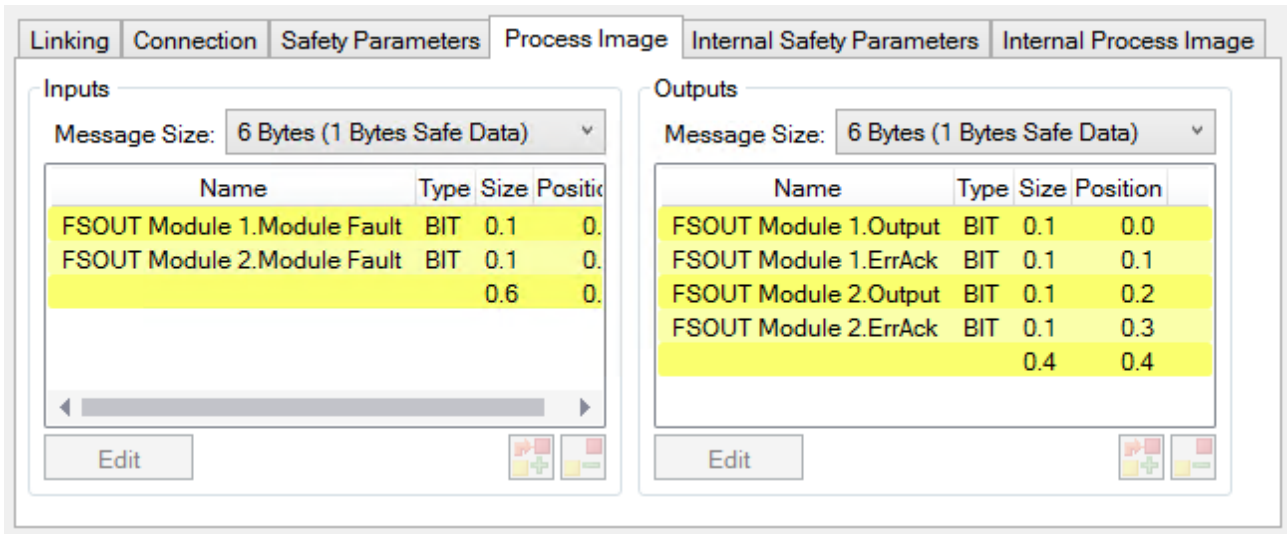 Linking Connection Safety Parameters Process Image Internal Safety Parameters Internal Process Image
Inputs
Message Size: 6 Bytes (1 Bytes Safe Data)
Name Type Size Positic
FSOUT Module 1.Module Fault BIT 0.1 0.
FSOUT Module 2.Module Fault BIT 0.1 0.
0.6 0.
Edit
Outputs
Message Size: 6 Bytes (1 Bytes Safe Data)
Name Type Size Position
FSOUT Module 1.Output BIT 0.1 0.0
FSOUT Module 1.ErrAck BIT 0.1 0.1
FSOUT Module 2.Output BIT 0.1 0.2
FSOUT Module 2.ErrAck BIT 0.1 0.3
0.4 0.4
Edit